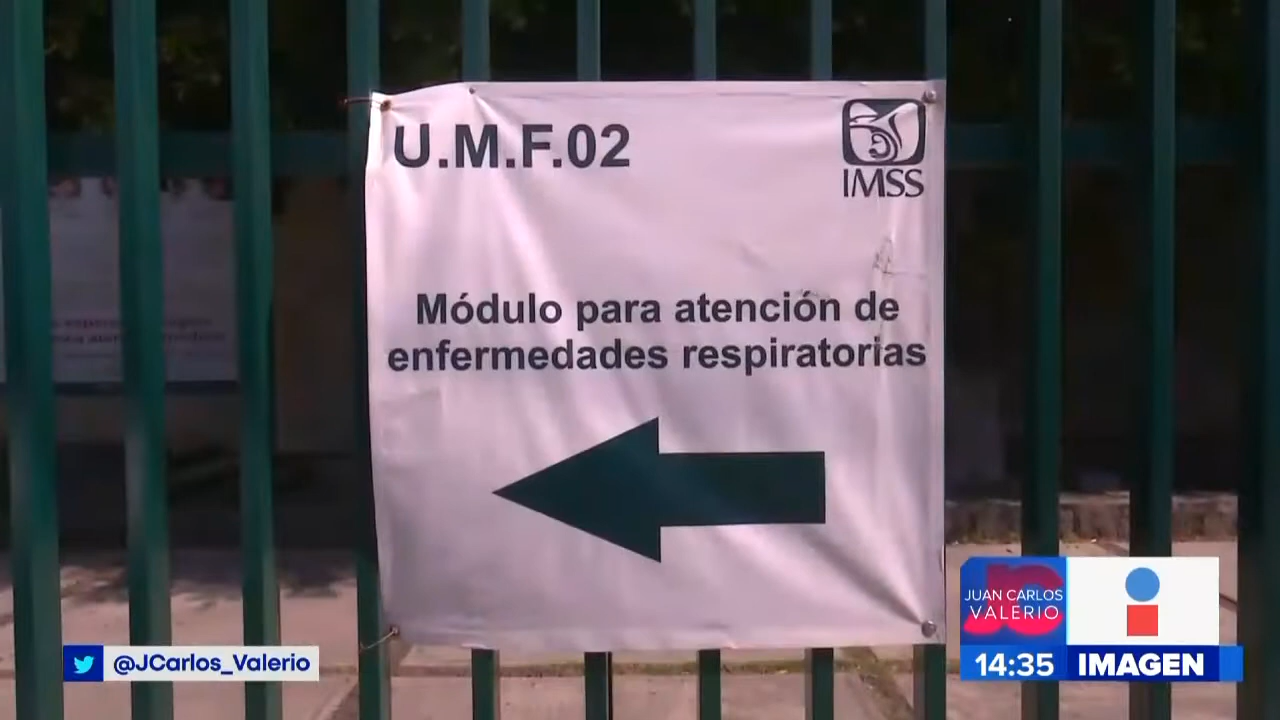 U.M.F.02
IMSS
Módulo para atención de
enfermedades respiratorias
@JCarlos_Valerio
JUAN CARLOS
VALERIO
14:35 IMAGEN